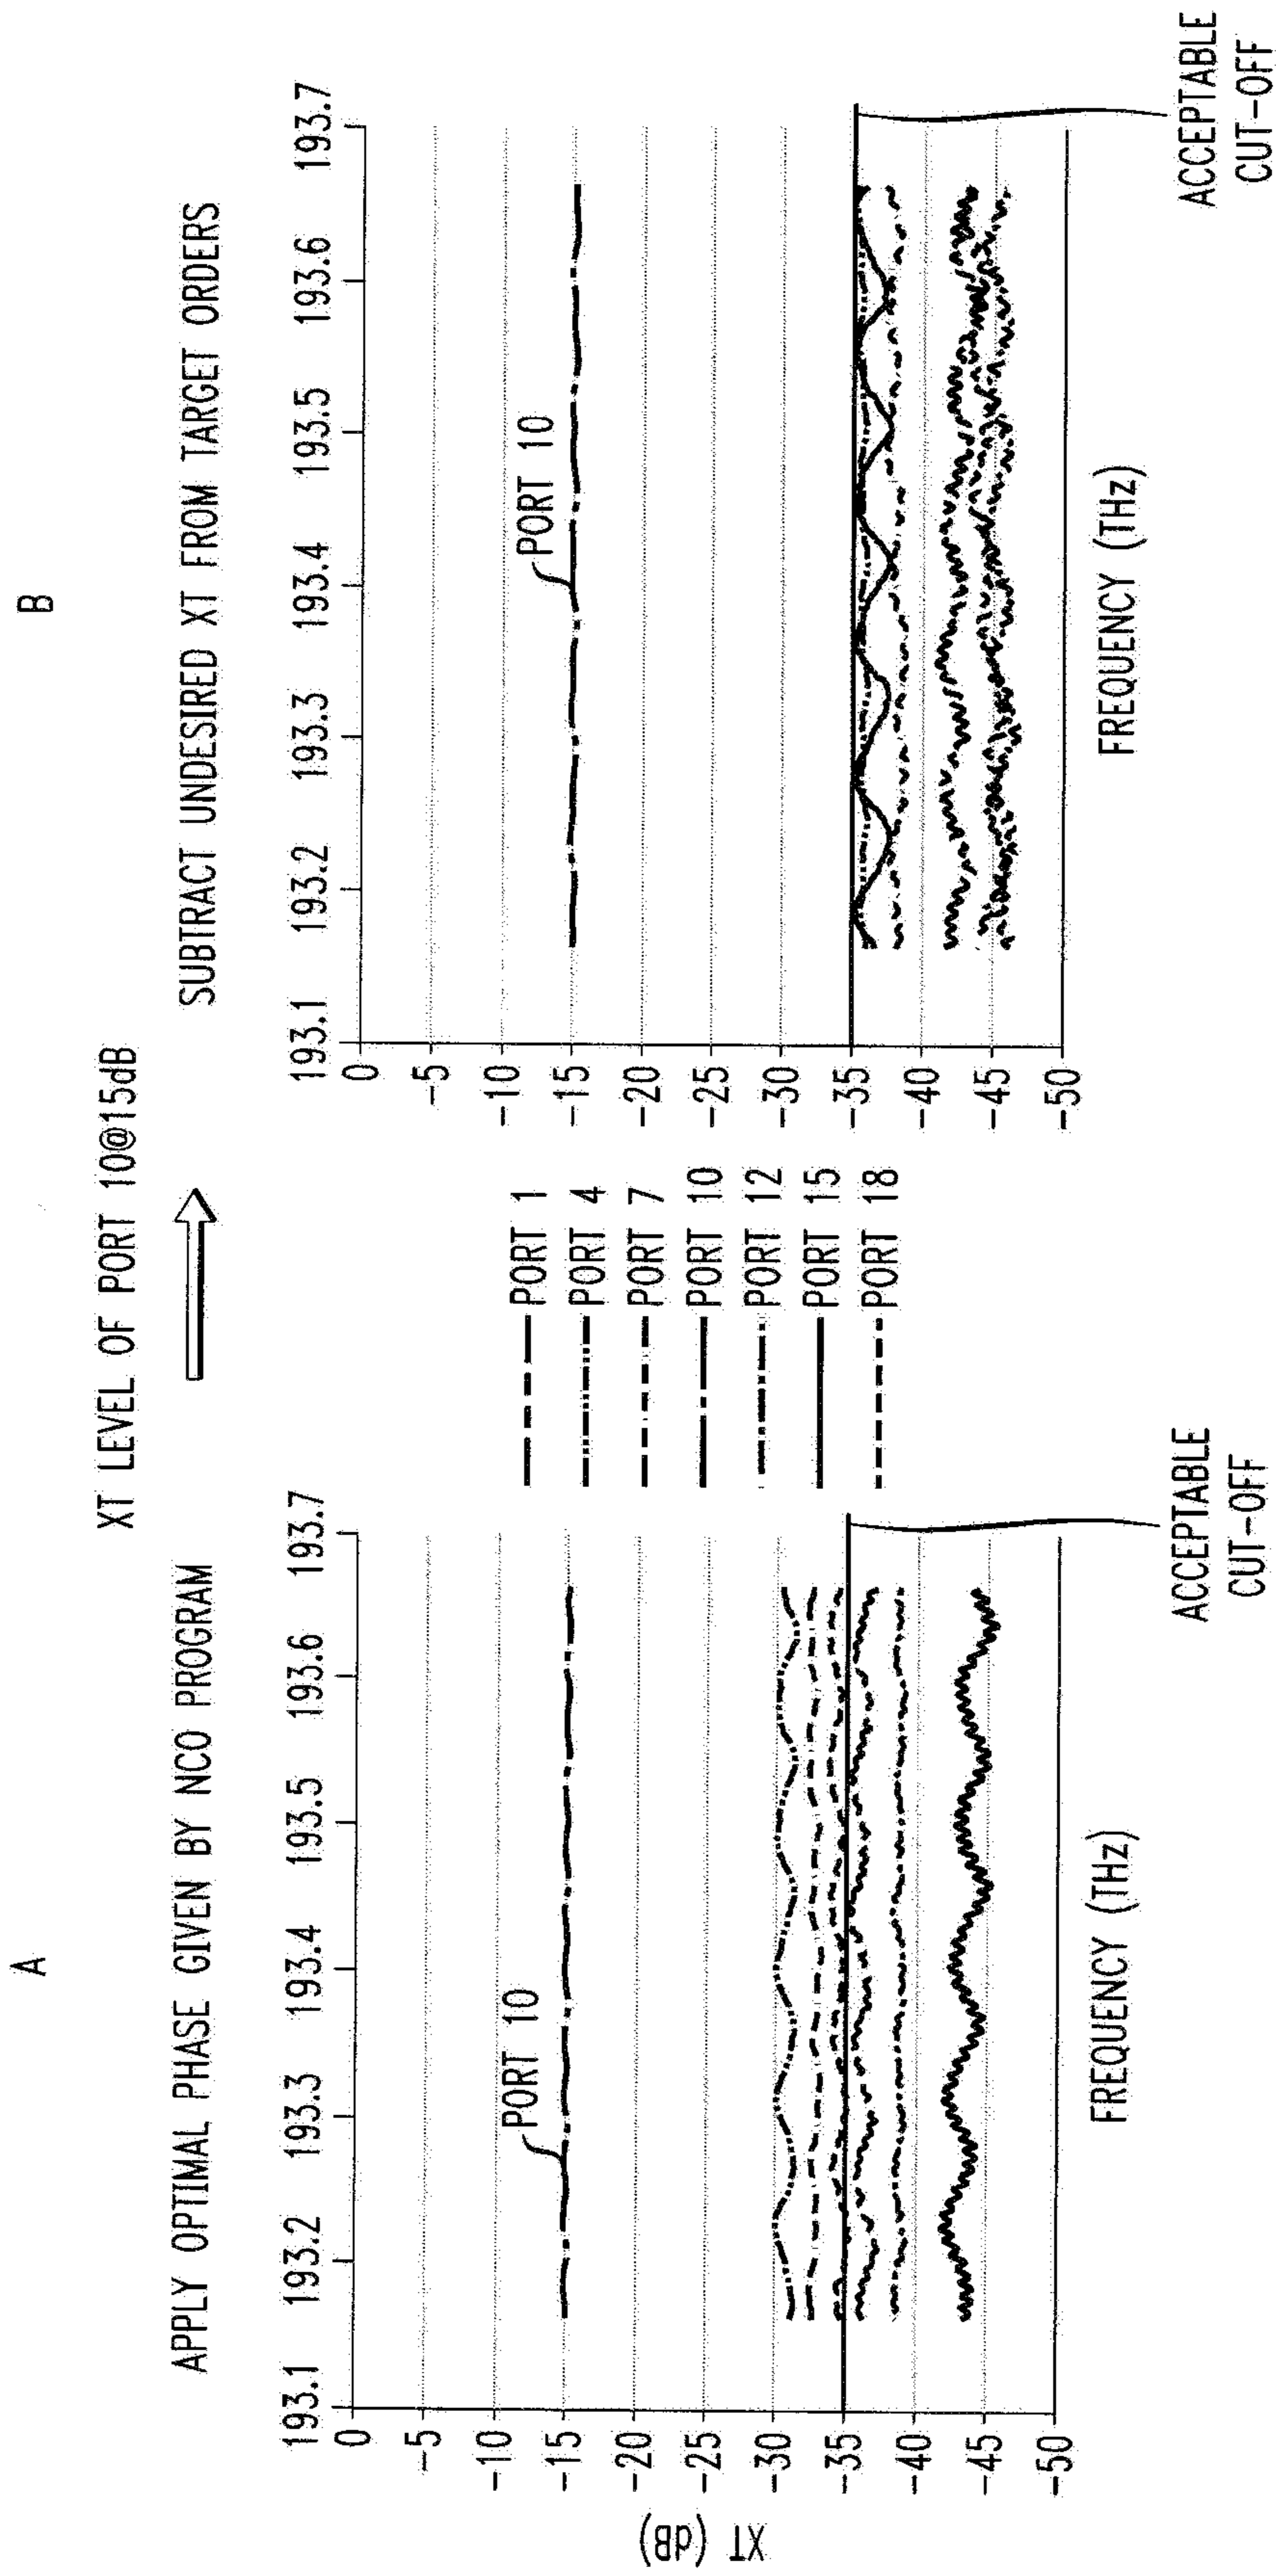 XT LEVEL OF PORT 10@15dB
A
APPLY OPTIMAL PHASE GIVEN BY NCO PROGRAM
193.1 193.2 193.3 193.4 193.5 193.6 193.7
0
-5
-10
-15
-20
-25
-30
-35
-40
-45
-50
XT (dB)
PORT 10
FREQUENCY (THz)
ACCEPTABLE
CUT-OFF
PORT 1
PORT 4
PORT 7
PORT 10
PORT 12
PORT 15
PORT 18
B
SUBTRACT UNDESIRED XT FROM TARGET ORDERS
193.1 193.2 193.3 193.4 193.5 193.6 193.7
0
-5
-10
-15
-20
-25
-30
-35
-40
-45
-50
PORT 10
FREQUENCY (THz)
ACCEPTABLE
CUT-OFF